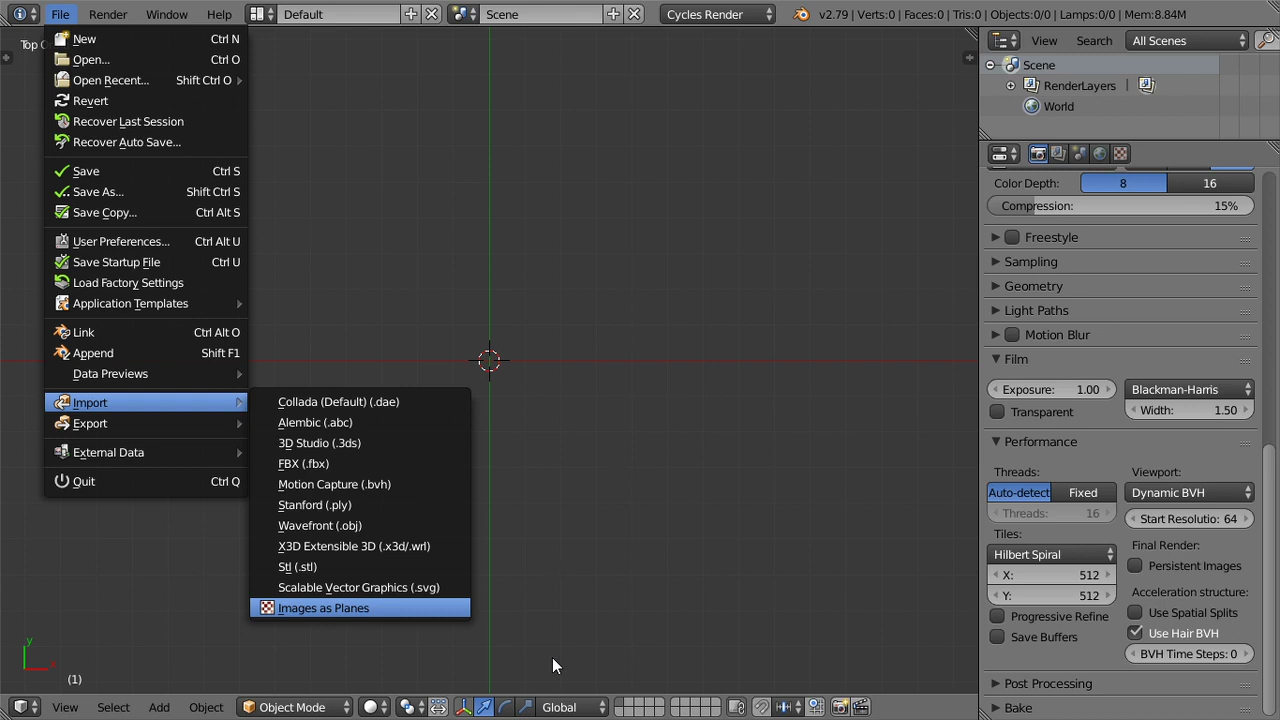 File Render Window Help Default Scene Cycles Render v2.79 | Verts:0 | Faces:0 | Tris:0 | Objects:0/0 | Lamps:0/0 | Mem:8.84M
Top
New Ctrl N
Open... Ctrl O
Open Recent... Shift Ctrl O
Revert
Recover Last Session
Recover Auto Save...
Save Ctrl S
Save As... Shift Ctrl S
Save Copy... Ctrl Alt S
User Preferences... Ctrl Alt U
Save Startup File Ctrl U
Load Factory Settings
Application Templates
Link Ctrl Alt O
Append Shift F1
Data Previews
Import
Export
External Data
Quit Ctrl Q
Collada (Default) (.dae)
Alembic (.abc)
3D Studio (.3ds)
FBX (.fbx)
Motion Capture (.bvh)
Stanford (.ply)
Wavefront (.obj)
X3D Extensible 3D (.x3d/.wrl)
Stl (.stl)
Scalable Vector Graphics (.svg)
Images as Planes
y
x
(1)
View Select Add Object Object Mode Global
View Search All Scenes
Scene
RenderLayers |
World
Color Depth: 8 16
Compression: 15%
Freestyle
Sampling
Geometry
Light Paths
Motion Blur
Film
Exposure: 1.00 Blackman-Harris
Transparent Width: 1.50
Performance
Threads: Viewport:
Auto-detect Fixed Dynamic BVH
Threads: 16 Start Resolutio: 64
Tiles: Final Render:
Hilbert Spiral Persistent Images
X: 512 Acceleration structure:
Y: 512 Use Spatial Splits
Progressive Refine Use Hair BVH
Save Buffers BVH Time Steps: 0
Post Processing
Bake